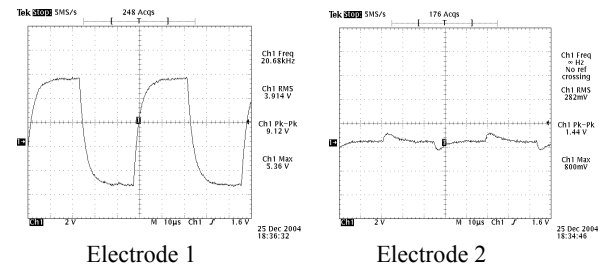 Tek Stop: 5MS/s 248 Acqs
T
Ch1 Freq
20.68kHz
Ch1 RMS
3.914 V
Ch1 Pk-Pk
9.12 V
Ch1 Max
5.36 V
1
Ch1 2 V M 10µs Ch1 1.6 V
25 Dec 2004
18:36:32
Electrode 1
Tek Stop: 5MS/s 176 Acqs
T
Ch1 Freq
∞ Hz
No ref
crossing
Ch1 RMS
282mV
Ch1 Pk-Pk
1.44 V
Ch1 Max
800mV
1
Ch1 2 V M 10µs Ch1 1.6 V
25 Dec 2004
18:34:46
Electrode 2